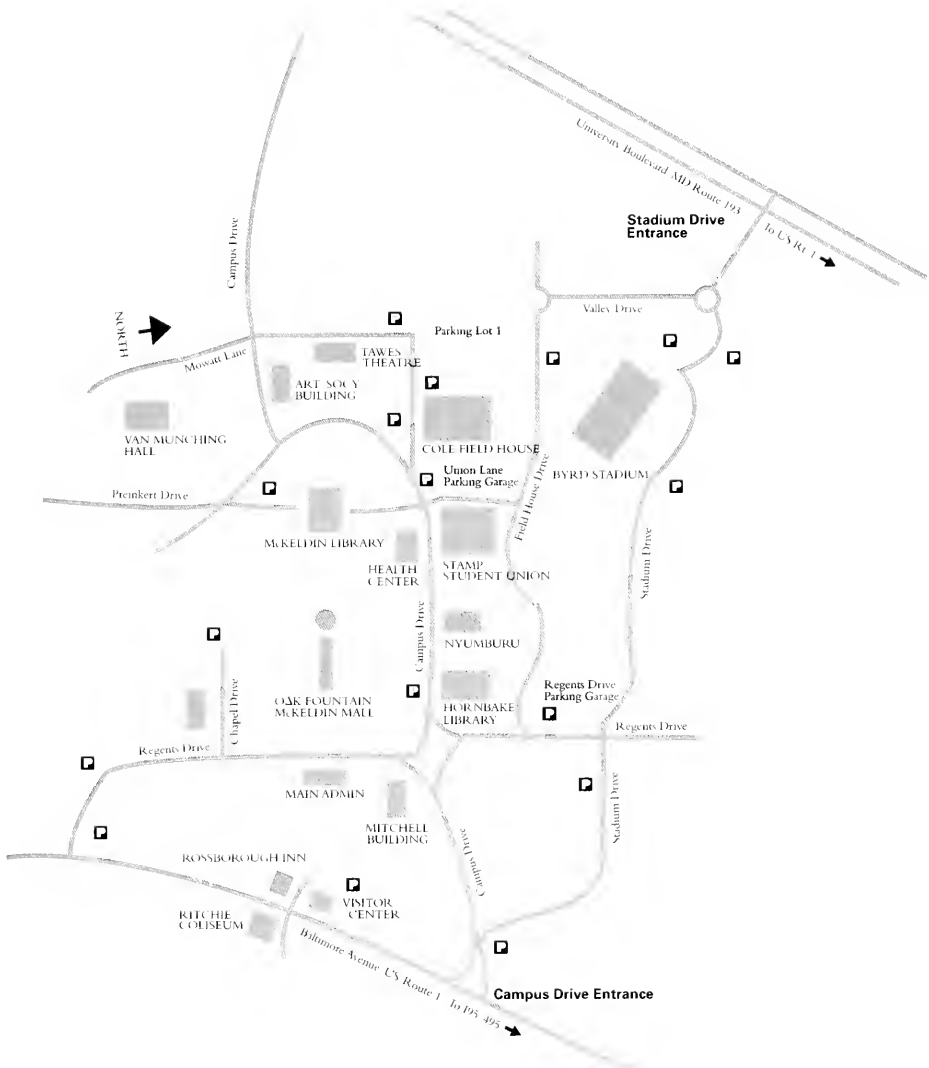 University Boulevard MD Route 193
To US Rt. 1
Stadium Drive
Entrance
Campus Drive
Valley Drive
NORTH
Parking Lot 1
Mowatt Lane
TAWES
THEATRE
ART SOCY
BUILDING
VAN MUNCHING
HALL
COLE FIELD HOUSE
BYRD STADIUM
Union Lane
Parking Garage
Field House Drive
Preinkert Drive
McKELDIN LIBRARY
HEALTH
CENTER
STAMP
STUDENT UNION
Stadium Drive
Campus Drive
NYUMBURU
Chapel Drive
OΔK FOUNTAIN
McKELDIN MALL
HORNBAKE
LIBRARY
Regents Drive
Parking Garage
Regents Drive
Regents Drive
MAIN ADMIN
MITCHELL
BUILDING
Stadium Drive
Campus Drive
ROSSBOROUGH INN
VISITOR
CENTER
RITCHIE
COLISEUM
Baltimore Avenue US Route 1 To I95 495
Campus Drive Entrance